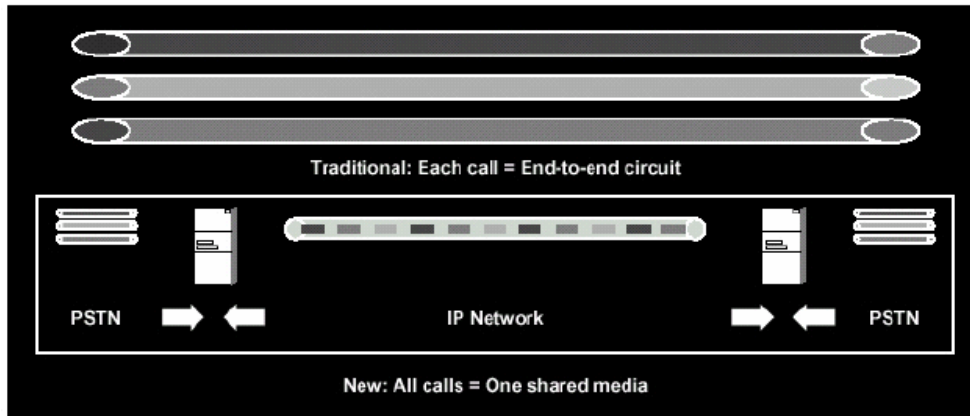 Traditional: Each call = End-to-end circuit
PSTN IP Network PSTN
New: All calls = One shared media